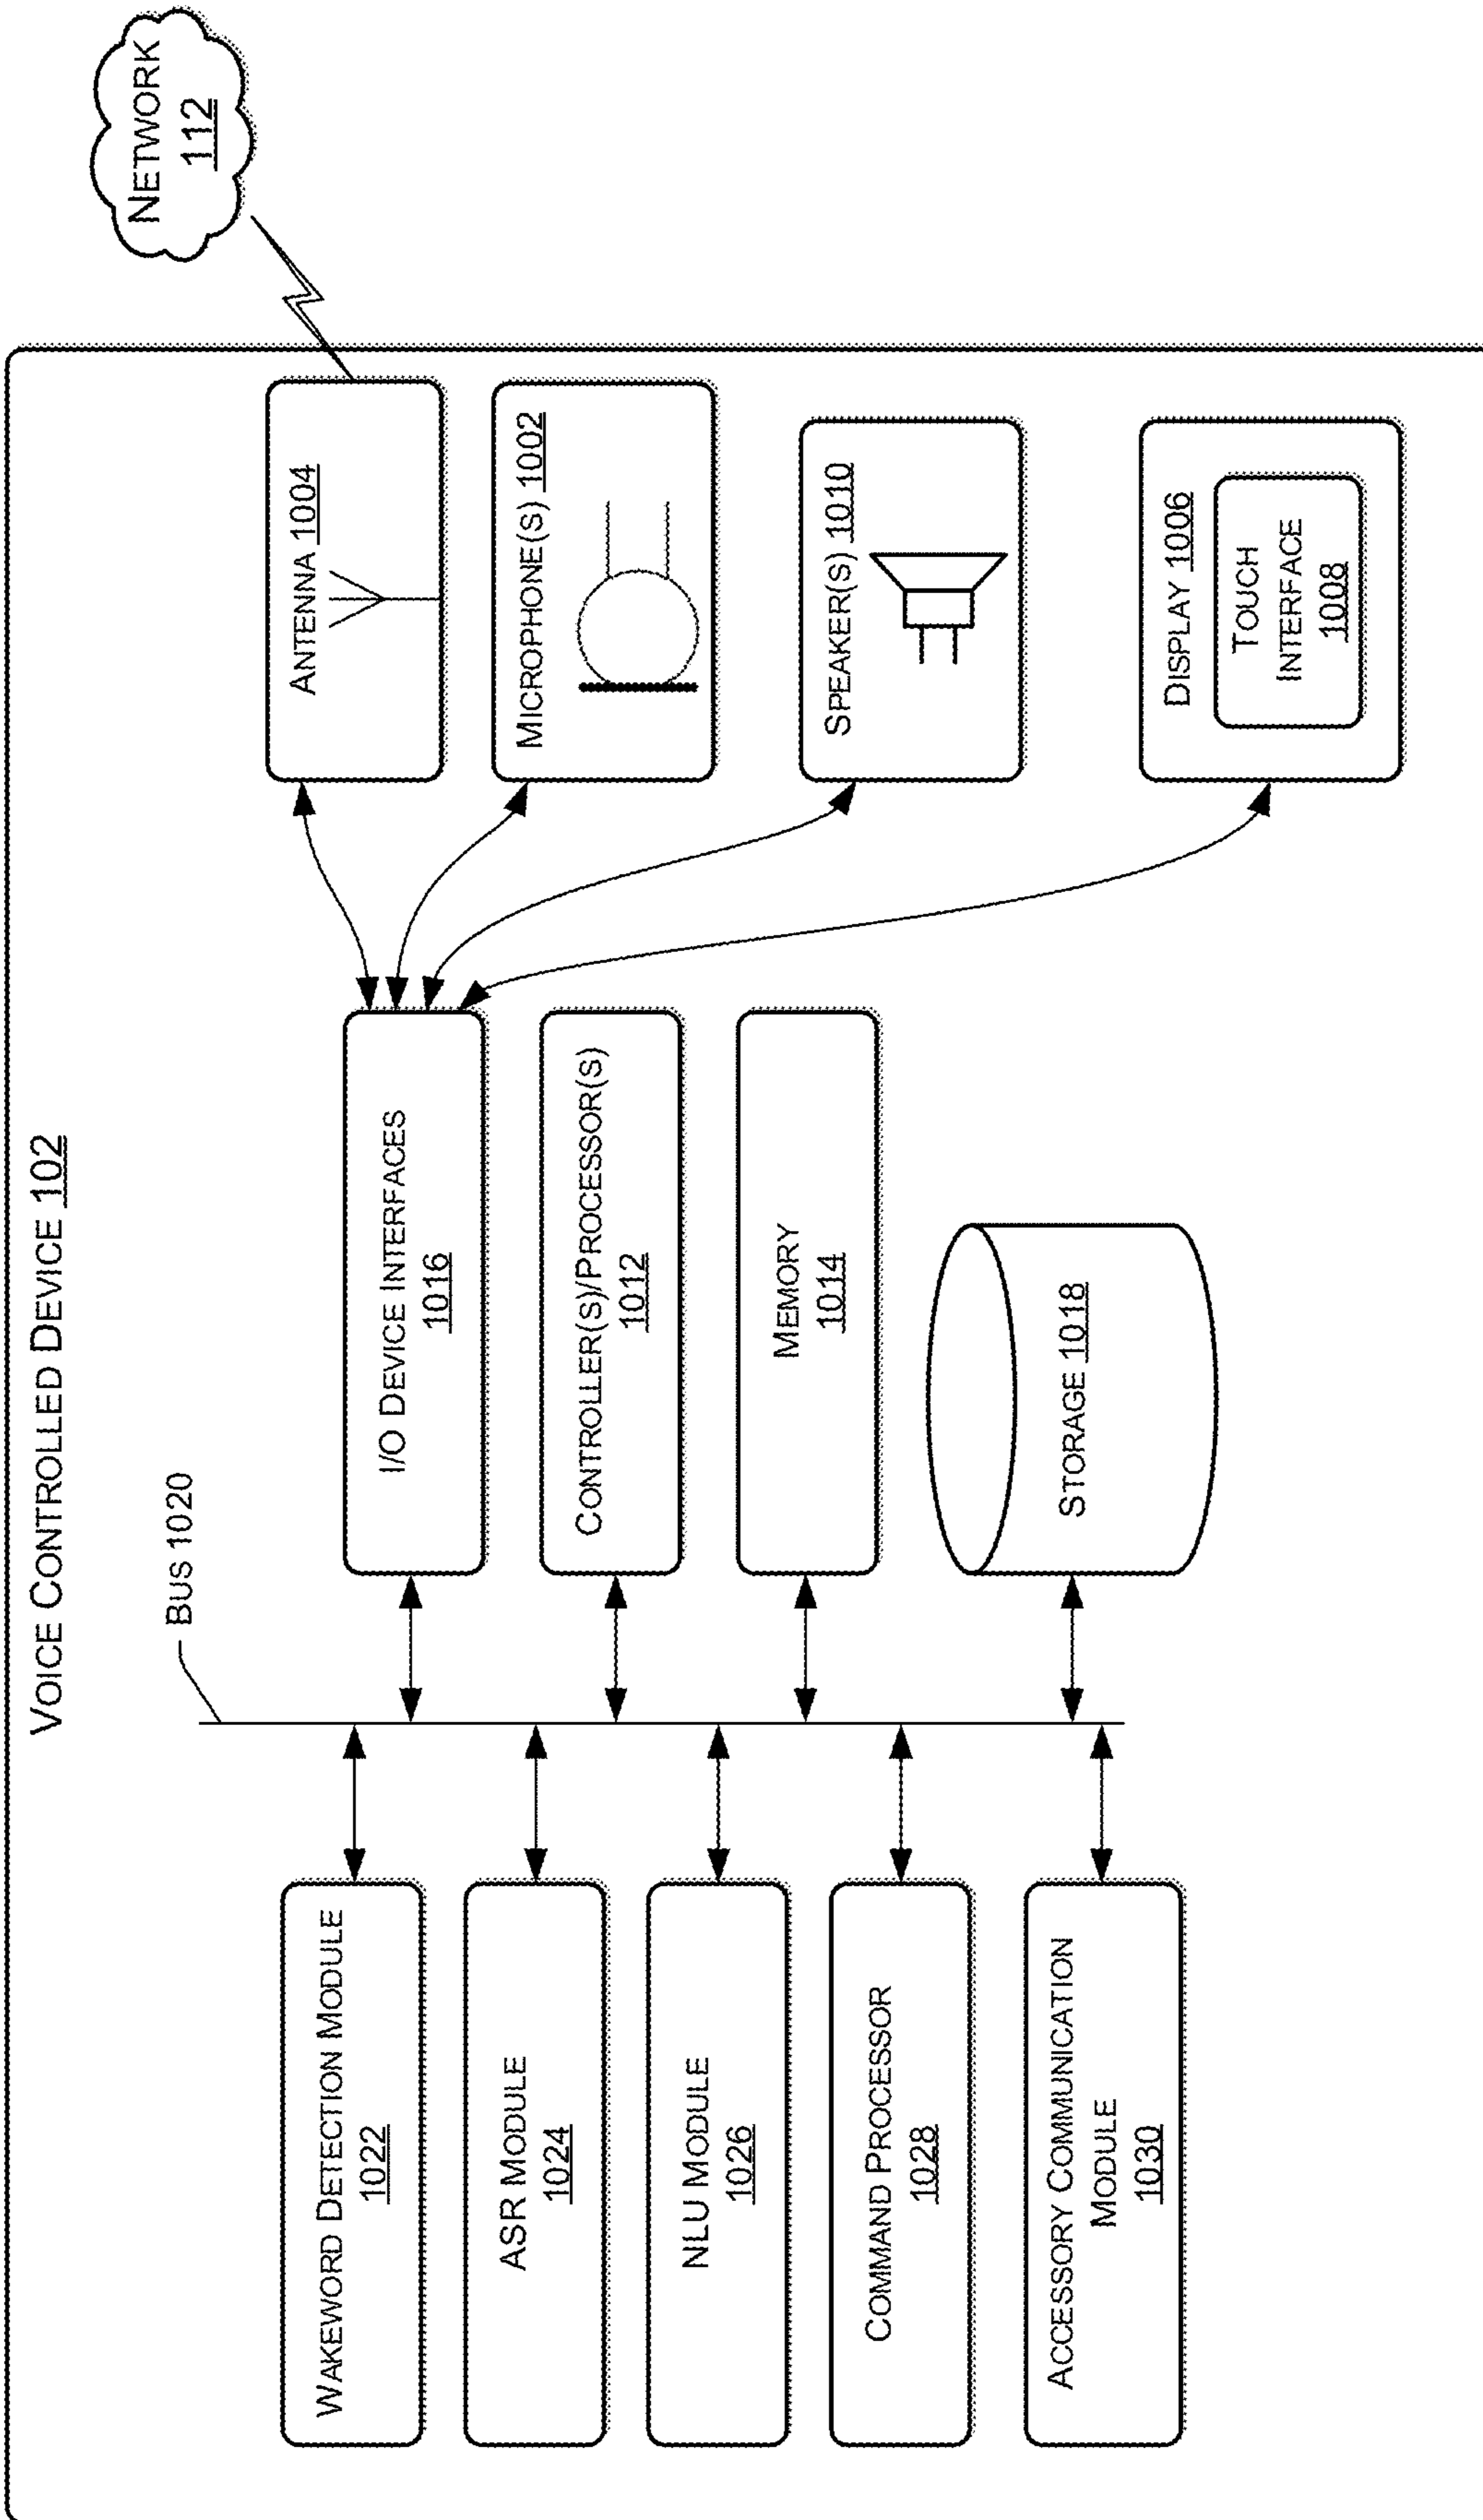 VOICE CONTROLLED DEVICE 102
BUS 1020
WAKEWORD DETECTION MODULE
1022
ASR MODULE
1024
NLU MODULE
1026
COMMAND PROCESSOR
1028
ACCESSORY COMMUNICATION
MODULE
1030
I/O DEVICE INTERFACES
1016
CONTROLLER(S)/PROCESSOR(S)
1012
MEMORY
1014
STORAGE 1018
ANTENNA 1004
MICROPHONE(S) 1002
SPEAKER(S) 1010
DISPLAY 1006
TOUCH
INTERFACE
1008
NETWORK
112